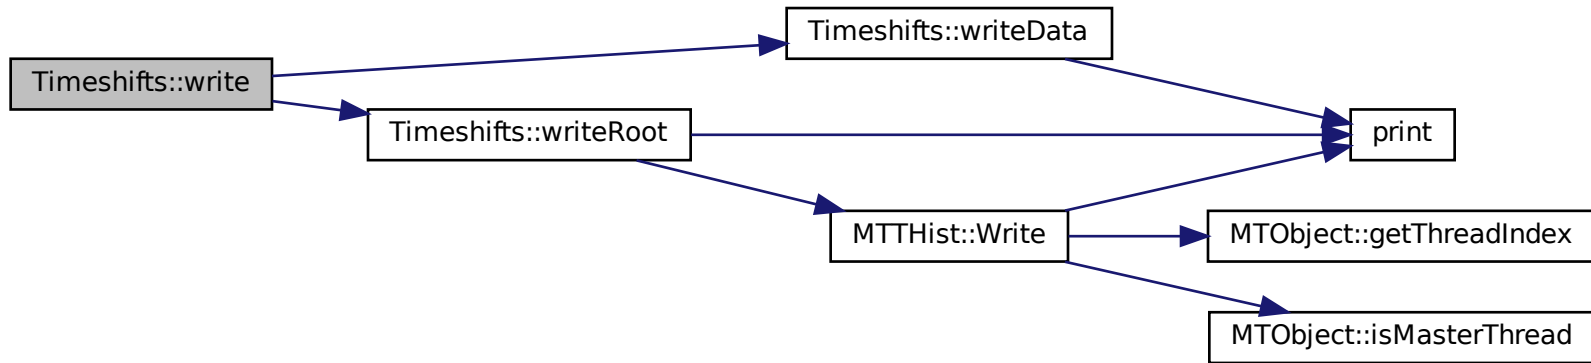 Timeshifts::write
Timeshifts::writeData
Timeshifts::writeRoot
print
MTTHist::Write
MTObject::getThreadIndex
MTObject::isMasterThread